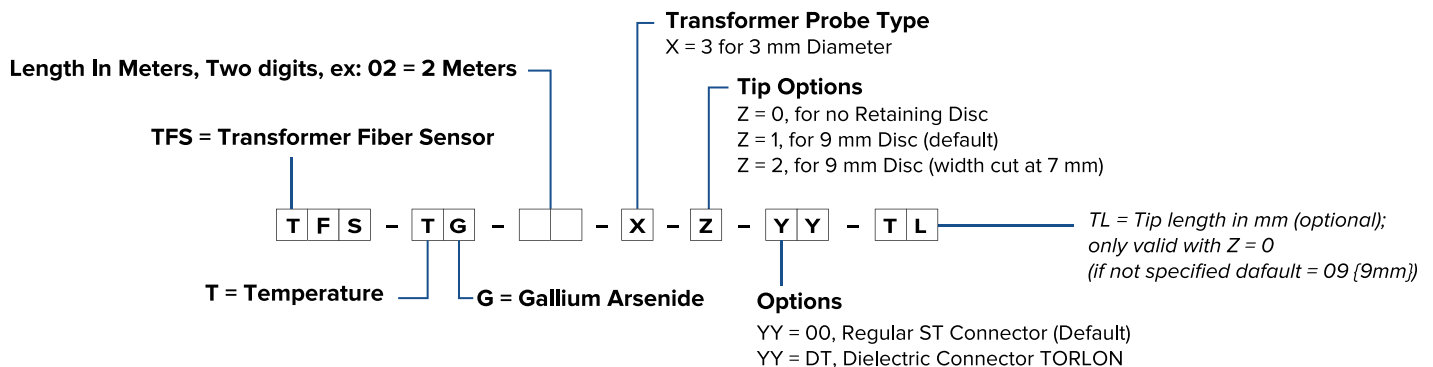 Transformer Probe Type
X = 3 for 3 mm Diameter
Length In Meters, Two digits, ex: 02 = 2 Meters
Tip Options
Z = 0, for no Retaining Disc
Z = 1, for 9 mm Disc (default)
Z = 2, for 9 mm Disc (width cut at 7 mm)
TFS = Transformer Fiber Sensor
T F S – T G – – X – Z – Y Y – T L
TL = Tip length in mm (optional);
only valid with Z = 0
(if not specified dafault = 09 {9mm})
T = Temperature
G = Gallium Arsenide
Options
YY = 00, Regular ST Connector (Default)
YY = DT, Dielectric Connector TORLON